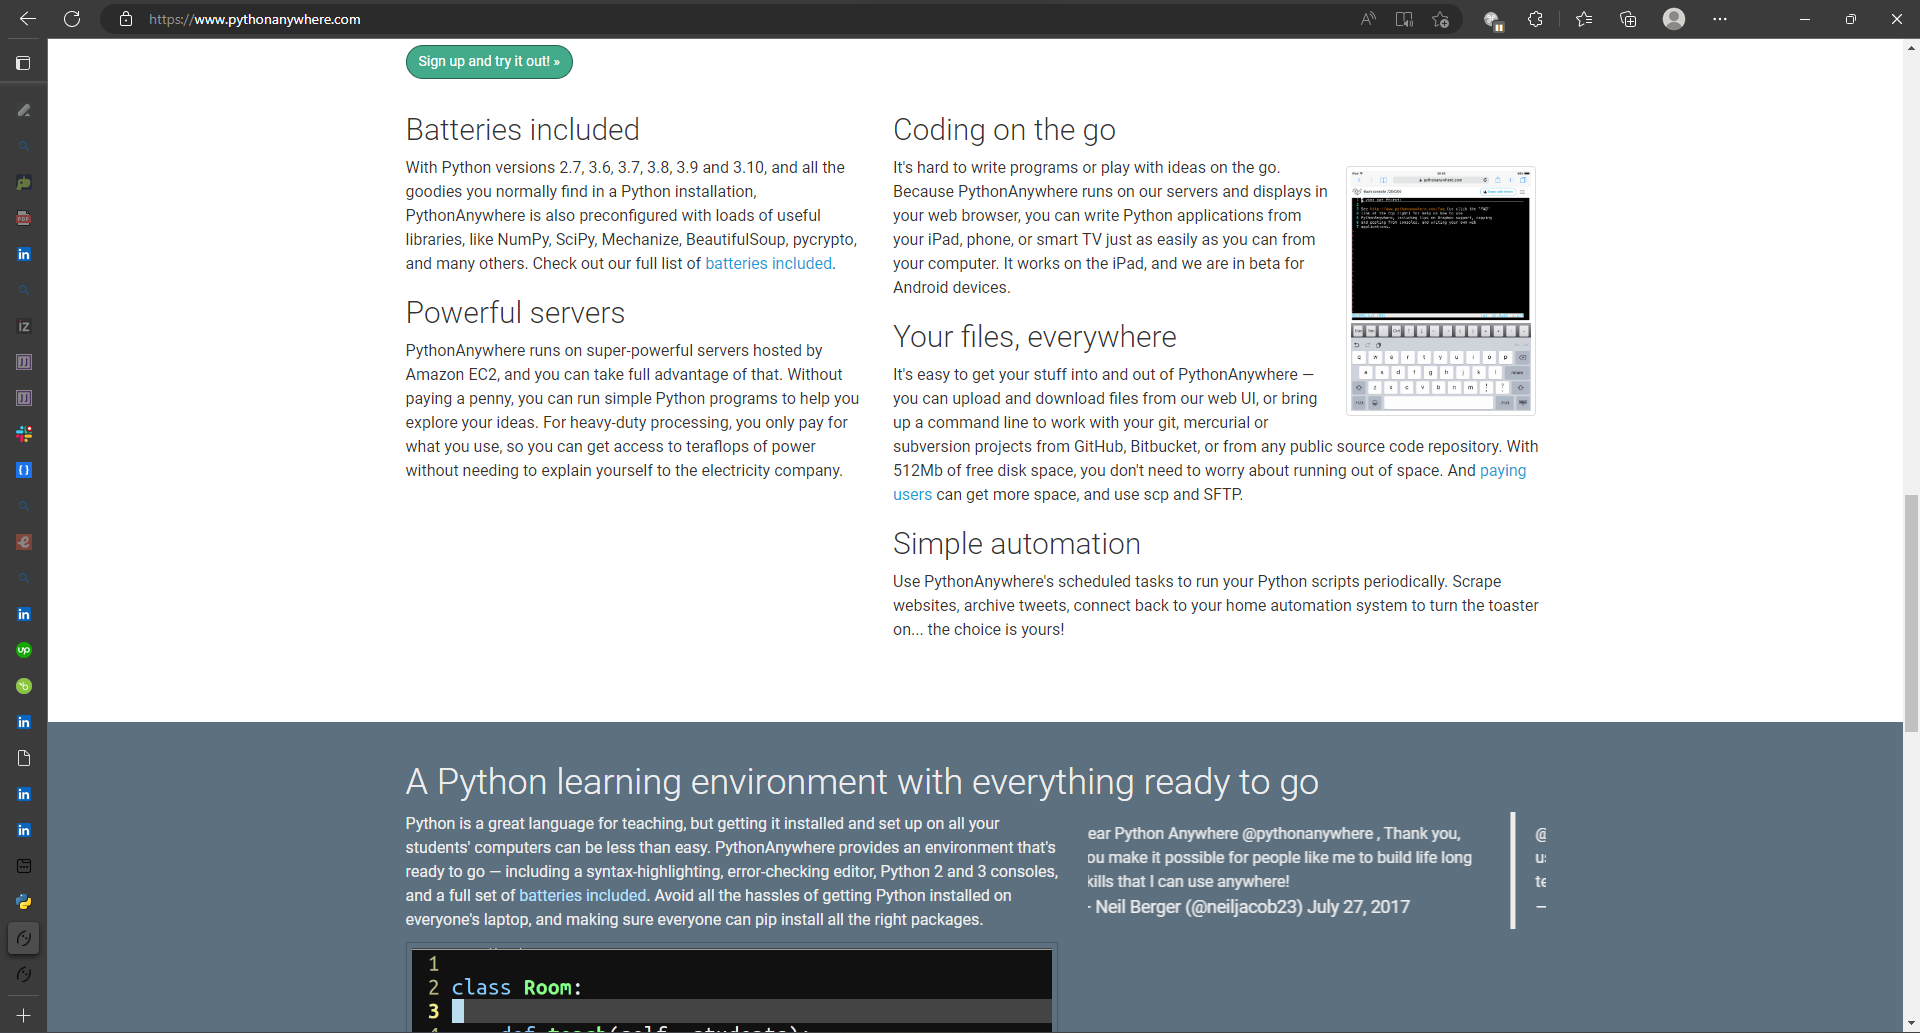 https://www.pythonanywhere.com
Sign up and try it out! »
Batteries included
With Python versions 2.7, 3.6, 3.7, 3.8, 3.9 and 3.10, and all the
goodies you normally find in a Python installation,
PythonAnywhere is also preconfigured with loads of useful
libraries, like NumPy, SciPy, Mechanize, BeautifulSoup, pycrypto,
and many others. Check out our full list of batteries included.
Powerful servers
PythonAnywhere runs on super-powerful servers hosted by
Amazon EC2, and you can take full advantage of that. Without
paying a penny, you can run simple Python programs to help you
explore your ideas. For heavy-duty processing, you only pay for
what you use, so you can get access to teraflops of power
without needing to explain yourself to the electricity company.
Coding on the go
It's hard to write programs or play with ideas on the go.
Because PythonAnywhere runs on our servers and displays in
your web browser, you can write Python applications from
your iPad, phone, or smart TV just as easily as you can from
your computer. It works on the iPad, and we are in beta for
Android devices.
Your files, everywhere
It's easy to get your stuff into and out of PythonAnywhere —
you can upload and download files from our web UI, or bring
up a command line to work with your git, mercurial or
subversion projects from GitHub, Bitbucket, or from any public source code repository. With
512Mb of free disk space, you don't need to worry about running out of space. And paying
users can get more space, and use scp and SFTP.
Simple automation
Use PythonAnywhere's scheduled tasks to run your Python scripts periodically. Scrape
websites, archive tweets, connect back to your home automation system to turn the toaster
on... the choice is yours!
A Python learning environment with everything ready to go
Python is a great language for teaching, but getting it installed and set up on all your
students' computers can be less than easy. PythonAnywhere provides an environment that's
ready to go — including a syntax-highlighting, error-checking editor, Python 2 and 3 consoles,
and a full set of batteries included. Avoid all the hassles of getting Python installed on
everyone's laptop, and making sure everyone can pip install all the right packages.
ear Python Anywhere @pythonanywhere , Thank you,
ou make it possible for people like me to build life long
kills that I can use anywhere!
- Neil Berger (@neiljacob23) July 27, 2017
@
te
—
1
2 class Room:
3